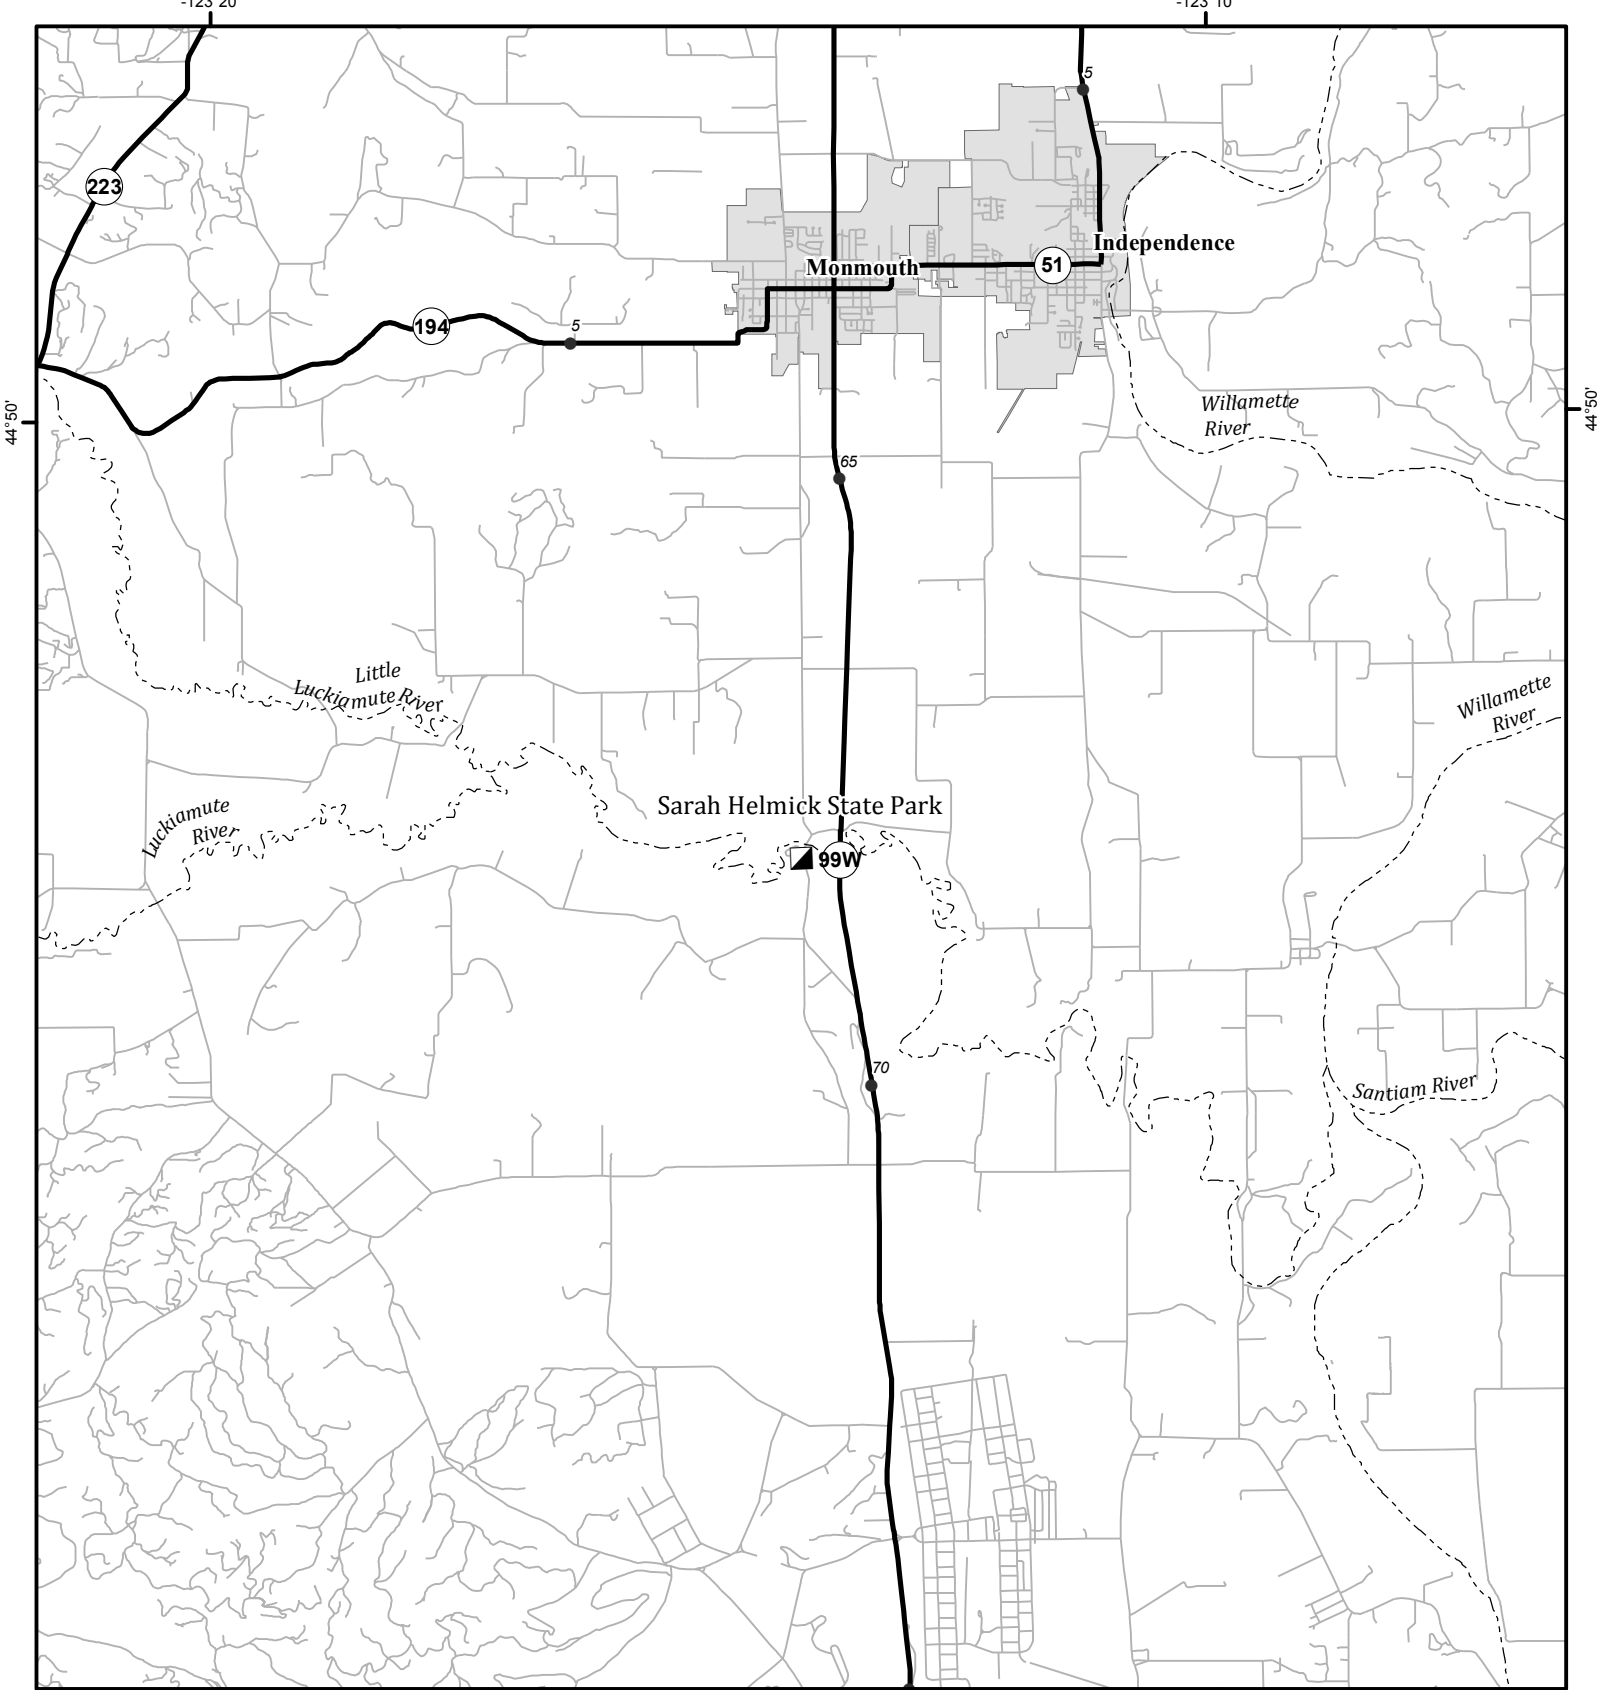 -123°20'
-123°10'
5
223
Independence
51
Monmouth
194
5
44°50'
44°50'
Willamette
River
65
Little
Luckiamute River
Willamette
River
Sarah Helmick State Park
Luckiamute
River
99W
70
Santiam River